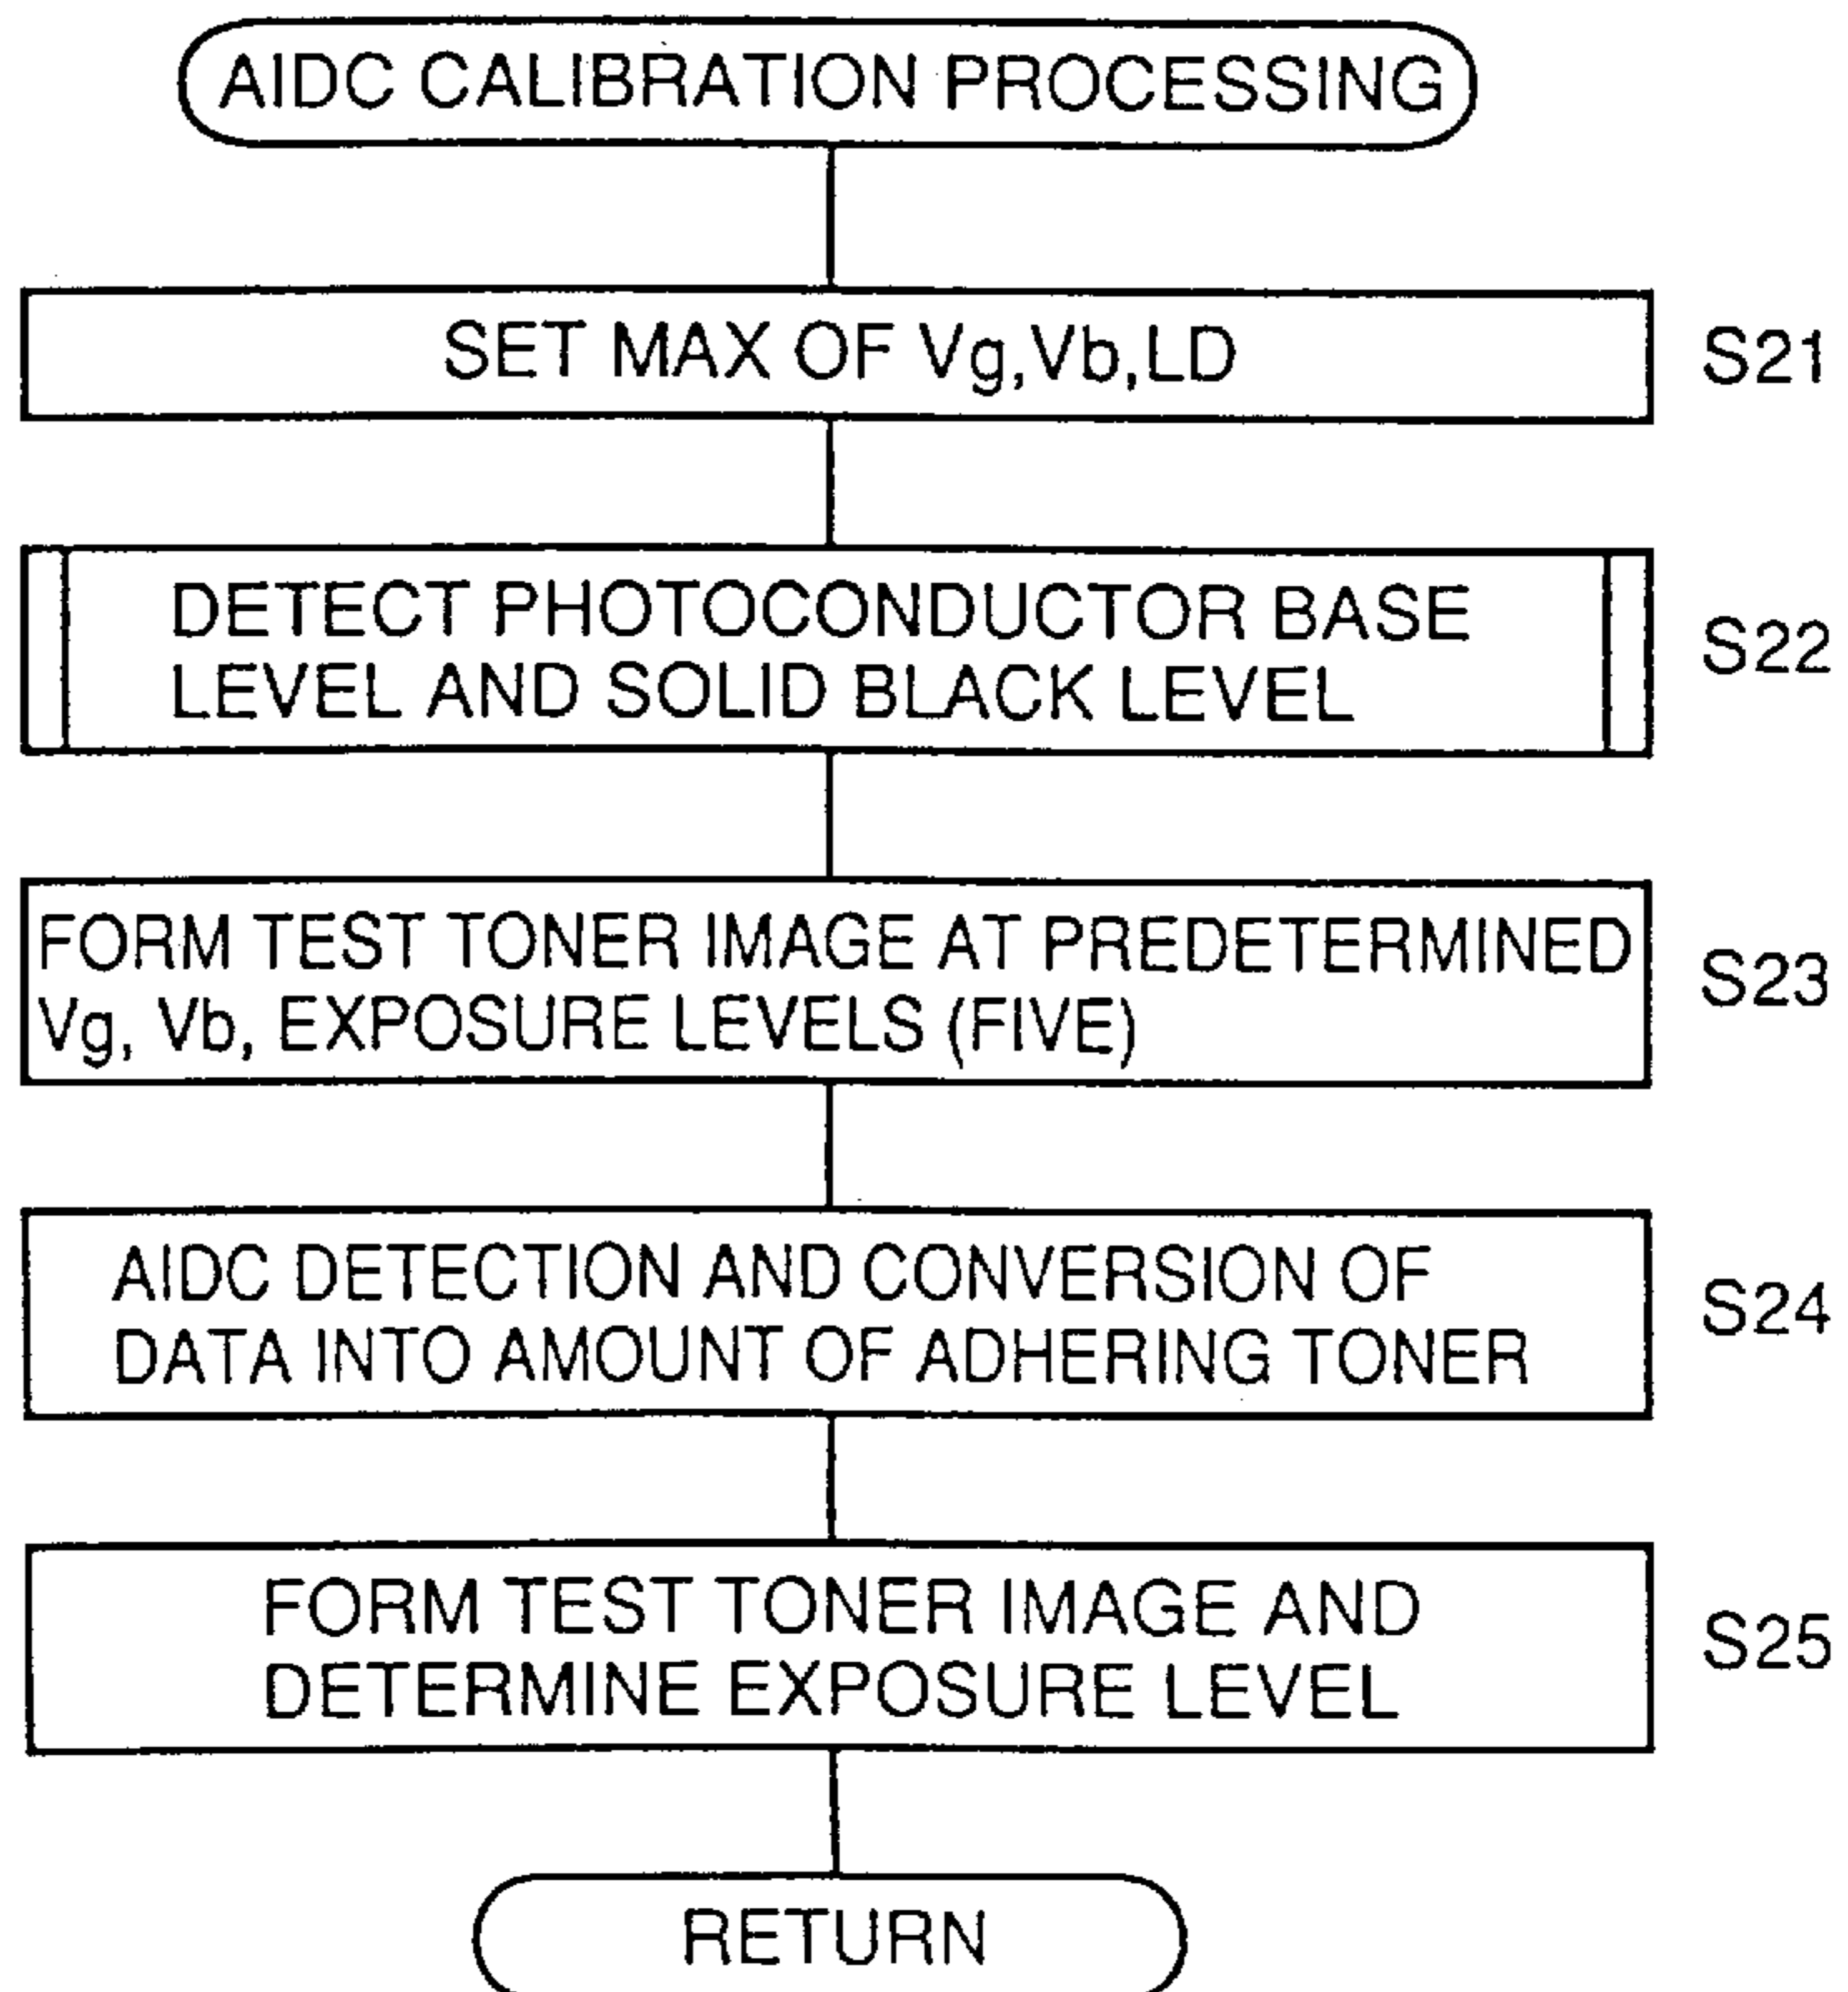 AIDC CALIBRATION PROCESSING
SET MAX OF Vg,Vb,LD
S21
DETECT PHOTOCONDUCTOR BASE
LEVEL AND SOLID BLACK LEVEL
S22
FORM TEST TONER IMAGE AT PREDETERMINED
Vg, Vb, EXPOSURE LEVELS (FIVE)
S23
AIDC DETECTION AND CONVERSION OF
DATA INTO AMOUNT OF ADHERING TONER
S24
FORM TEST TONER IMAGE AND
DETERMINE EXPOSURE LEVEL
S25
RETURN